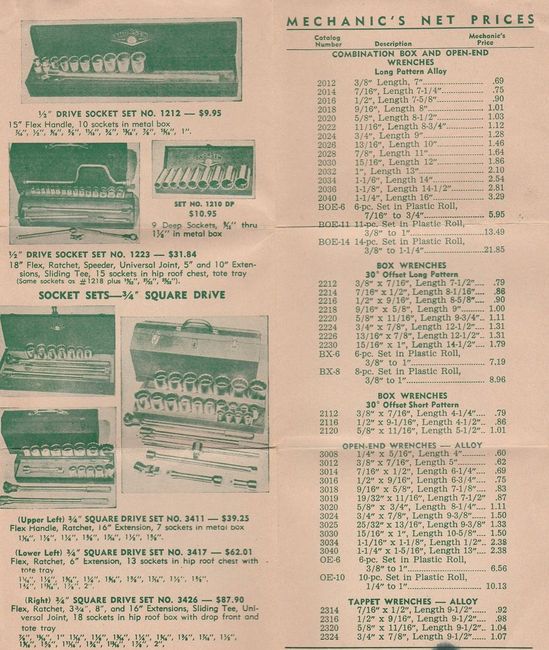 ½" DRIVE SOCKET SET NO. 1212 — $9.95
15" Flex Handle, 10 sockets in metal box
SET NO. 1210 DP
$10.95
9 Deep Sockets, thru
in metal box
½" DRIVE SOCKET SET NO. 1223 — $31.84
18" Flex, Ratchet, Speeder, Universal Joint, 5" and 10" Exten-
sions, Sliding Tee, 15 sockets in hip roof chest, tote tray
(Same sockets as #1218 plus
SOCKET SETS—¾" SQUARE DRIVE
(Upper Left) ¾" SQUARE DRIVE SET NO. 3411 — $39.25
Flex Handle, Ratchet, 16" Extension, 7 sockets in metal box
(Lower Left) ¾" SQUARE DRIVE SET NO. 3417 — $62.01
Flex, Ratchet, 6" Extension, 13 sockets in hip roof chest with
tote tray
(Right) ¾" SQUARE DRIVE SET NO. 3426 — $87.90
Flex, Ratchet, 3¾", 8", and 16" Extensions, Sliding Tee, Uni-
versal Joint, 18 sockets in hip roof box with drop front and
tote tray
MECHANIC'S NET PRICES
Catalog Number Description Mechanic's Price
COMBINATION BOX AND OPEN-END
WRENCHES
Long Pattern Alloy
2012 3/8" Length, 7" .69
2014 7/16", Length 7-1/4" .75
2016 1/2", Length 7-5/8" .90
2018 9/16", Length 8" 1.01
2020 5/8", Length 8-1/2" 1.03
2022 11/16", Length 8-3/4" 1.12
2024 3/4", Length 9" 1.28
2026 13/16", Length 10" 1.46
2028 7/8", Length 11" 1.64
2030 15/16", Length 12" 1.86
2032 1", Length 13" 2.10
2034 1-1/16", Length 14" 2.54
2036 1-1/8", Length 14-1/2" 2.81
2040 1-1/4", Length 16" 3.29
BOE-6 6-pc. Set in Plastic Roll,
7/16" to 3/4" 5.95
BOE-11 11-pc. Set in Plastic Roll,
3/8" to 1" 13.49
BOE-14 14-pc. Set in Plastic Roll,
3/8" to 1-1/4" 21.85
BOX WRENCHES
30° Offset Long Pattern
2212 3/8" x 7/16", Length 7-1/2" .79
2214 7/16" x 1/2", Length 8-1/16" .86
2216 1/2" x 9/16", Length 8-5/8" .90
2218 9/16" x 5/8", Length 9" 1.00
2220 5/8" x 11/16", Length 9-3/4" 1.11
2224 3/4" x 7/8", Length 12-1/2" 1.31
2226 13/16" x 7/8", Length 12-1/2" 1.31
2230 15/16" x 1", Length 14-1/2" 1.79
BX-6 6-pc. Set in Plastic Roll,
3/8" to 1" 7.19
BX-8 8-pc. Set in Plastic Roll,
3/8" to 1" 8.96
BOX WRENCHES
30° Offset Short Pattern
2112 3/8" x 7/16", Length 4-1/4" .79
2116 1/2" x 9/16", Length 4-1/2" .86
2120 5/8" x 11/16", Length 5-1/2" 1.01
OPEN-END WRENCHES — ALLOY
3008 1/4" x 5/16", Length 4" .60
3012 3/8" x 7/16", Length 5" .62
3014 7/16" x 1/2", Length 6-1/4" .69
3016 1/2" x 9/16", Length 6-3/4" .75
3018 9/16" x 5/8", Length 7-1/8" .83
3019 19/32" x 11/16", Length 7-1/2" .87
3020 5/8" x 3/4", Length 8-1/4" 1.11
3024 3/4" x 7/8", Length 9-3/8" 1.50
3025 25/32" x 13/16", Length 9-3/8" 1.33
3030 15/16" x 1", Length 10-5/8" 1.50
3034 1-1/16" x 1-1/8", Length 12" 2.38
3040 1-1/4" x 1-5/16", Length 13" 2.38
OE-6 6-pc. Set in Plastic Roll,
3/8" to 1" 6.56
OE-10 10-pc. Set in Plastic Roll,
1/4" to 1" 10.13
TAPPET WRENCHES — ALLOY
2314 7/16" x 1/2", Length 9-1/2" .92
2316 1/2" x 9/16", Length 9-1/2" .98
2320 5/8" x 11/16", Length 9-1/2" 1.04
2324 3/4" x 7/8", Length 9-1/2" 1.07